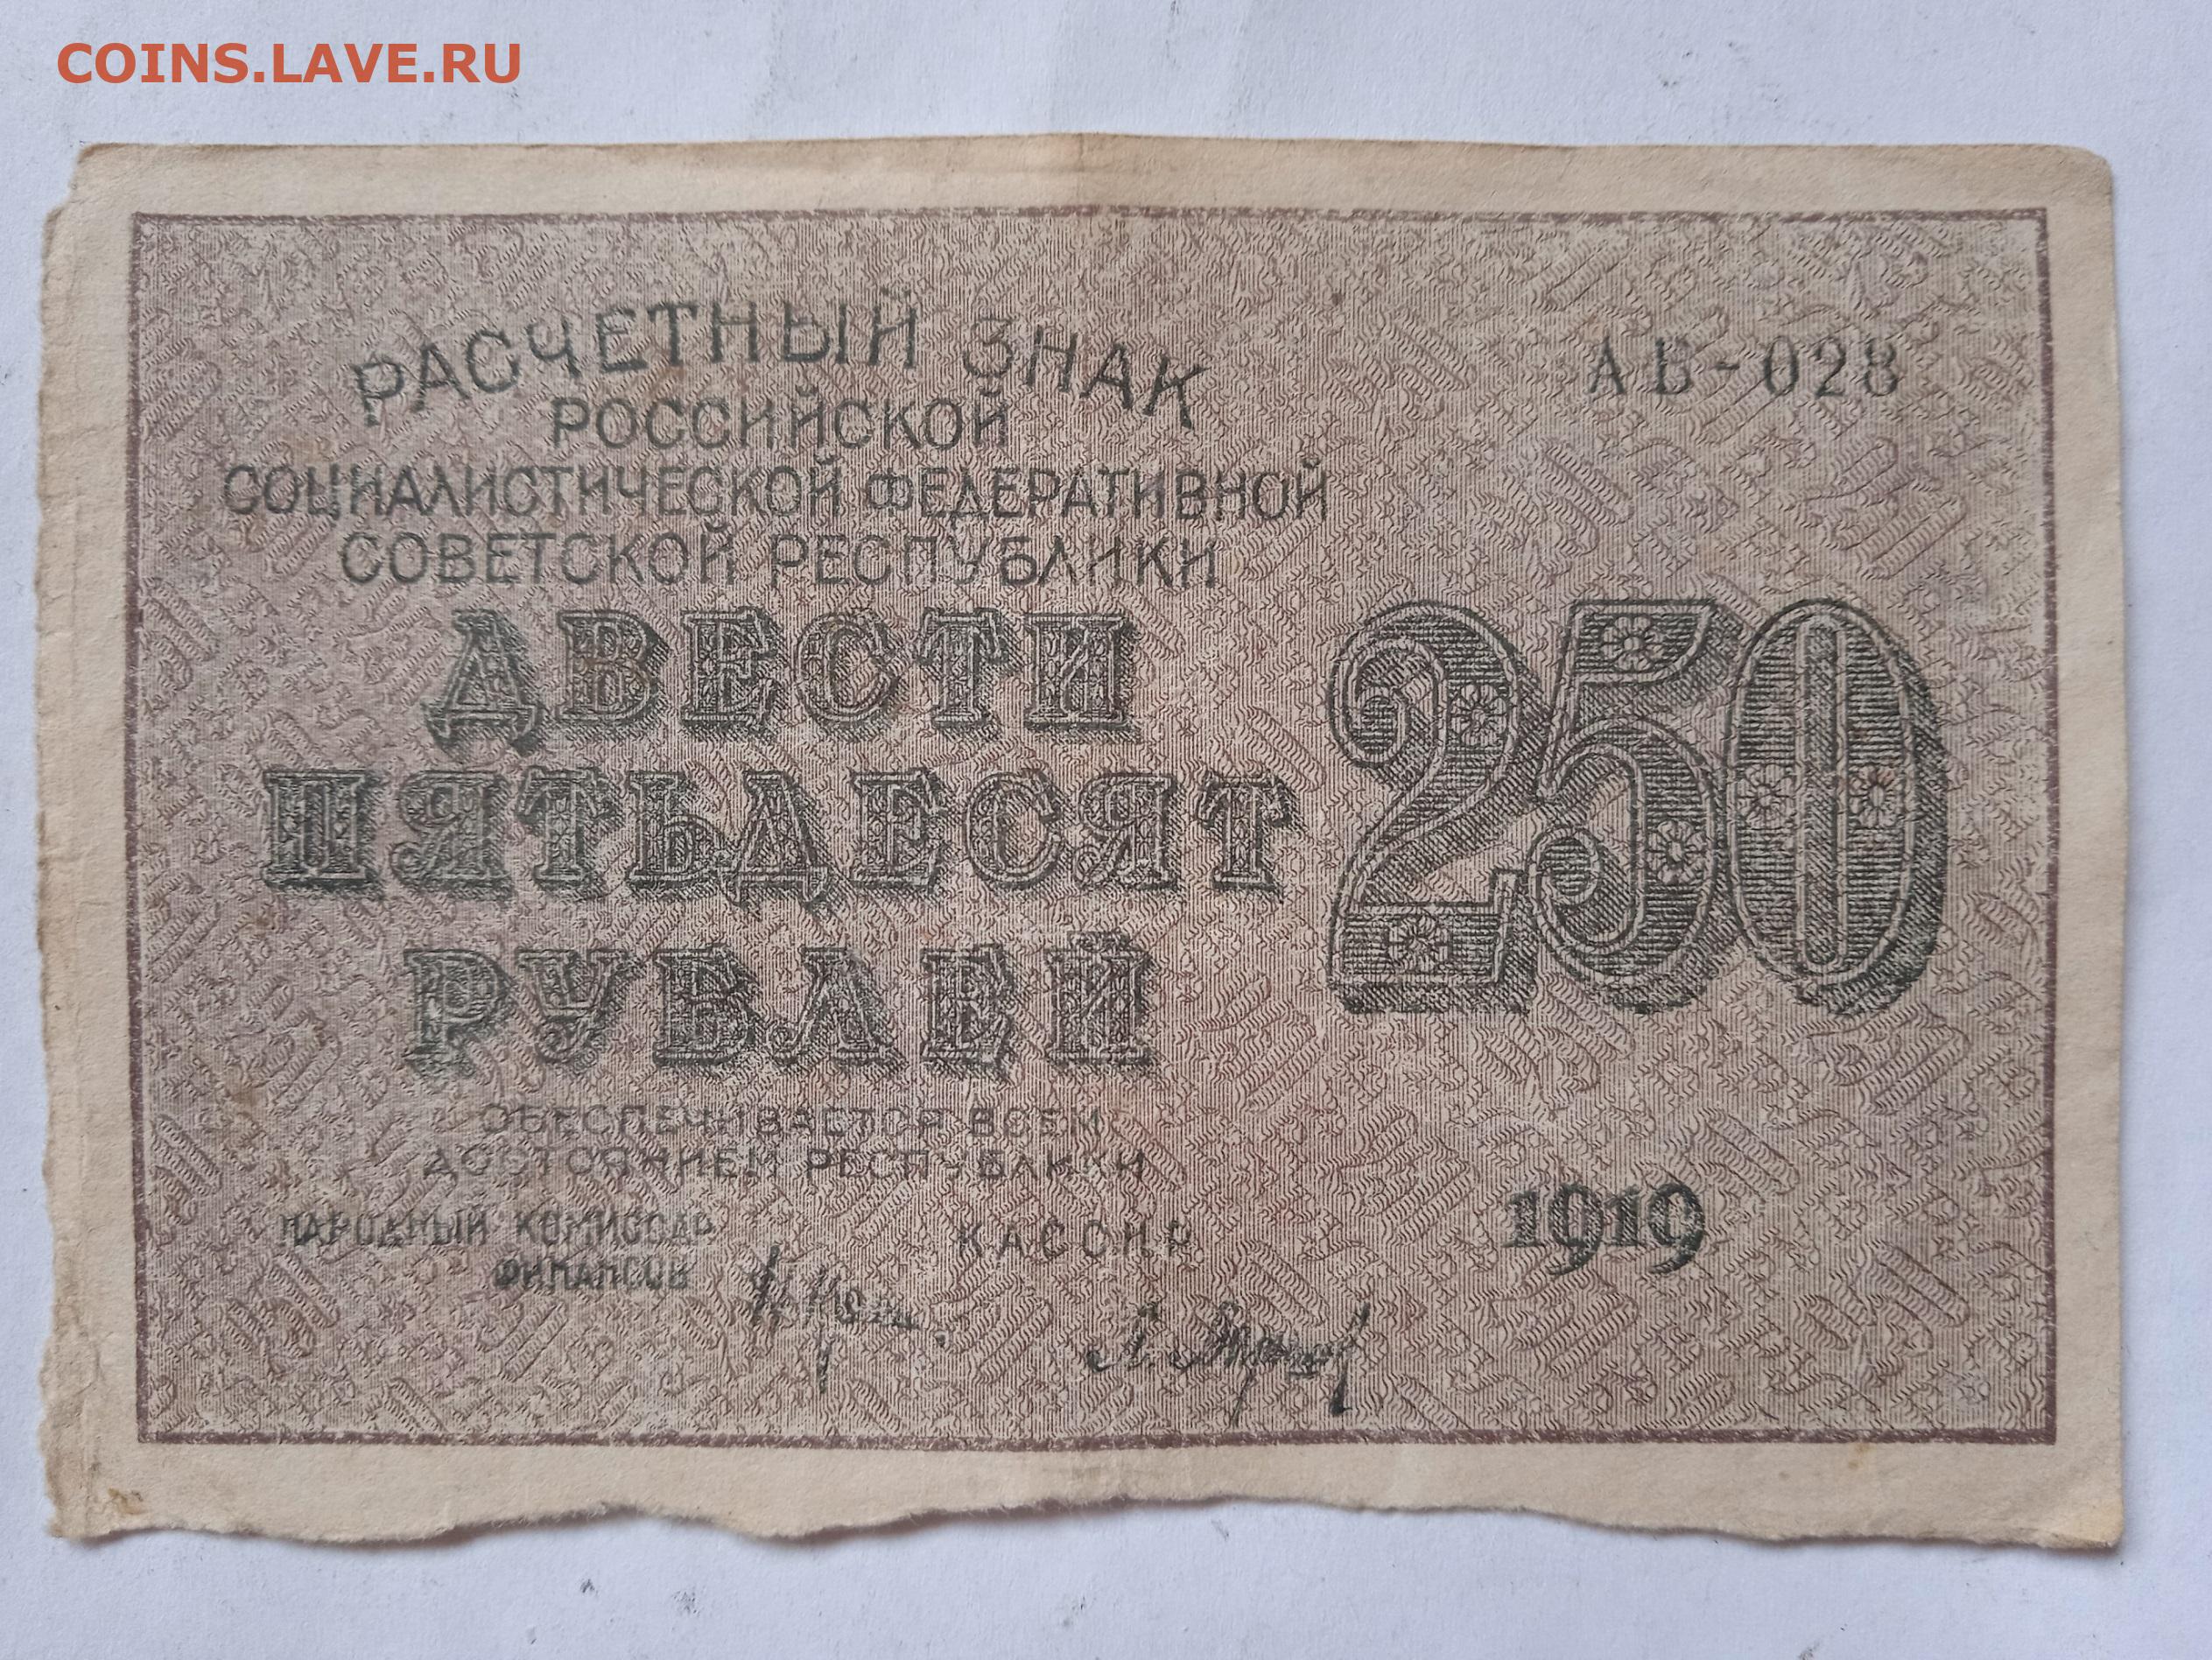 COINS.LAVE.RU
РАСЧЕТНЫЙ ЗНАК
АБ-028
РОССИЙСКОЙ
СОЦИАЛИСТИЧЕСКОЙ ФЕДЕРАТИВНОЙ
СОВЕТСКОЙ РЕСПУБЛИКИ
ДВЕСТИ
ПЯТЬДЕСЯТ
РУБЛЕЙ
250
ОБЕСПЕЧИВАЕТСЯ ВСЕМ
ДОСТОЯНИЕМ РЕСПУБЛИКИ
НАРОДНЫЙ КОМИССАР
ФИНАНСОВ
КАССИР
1919